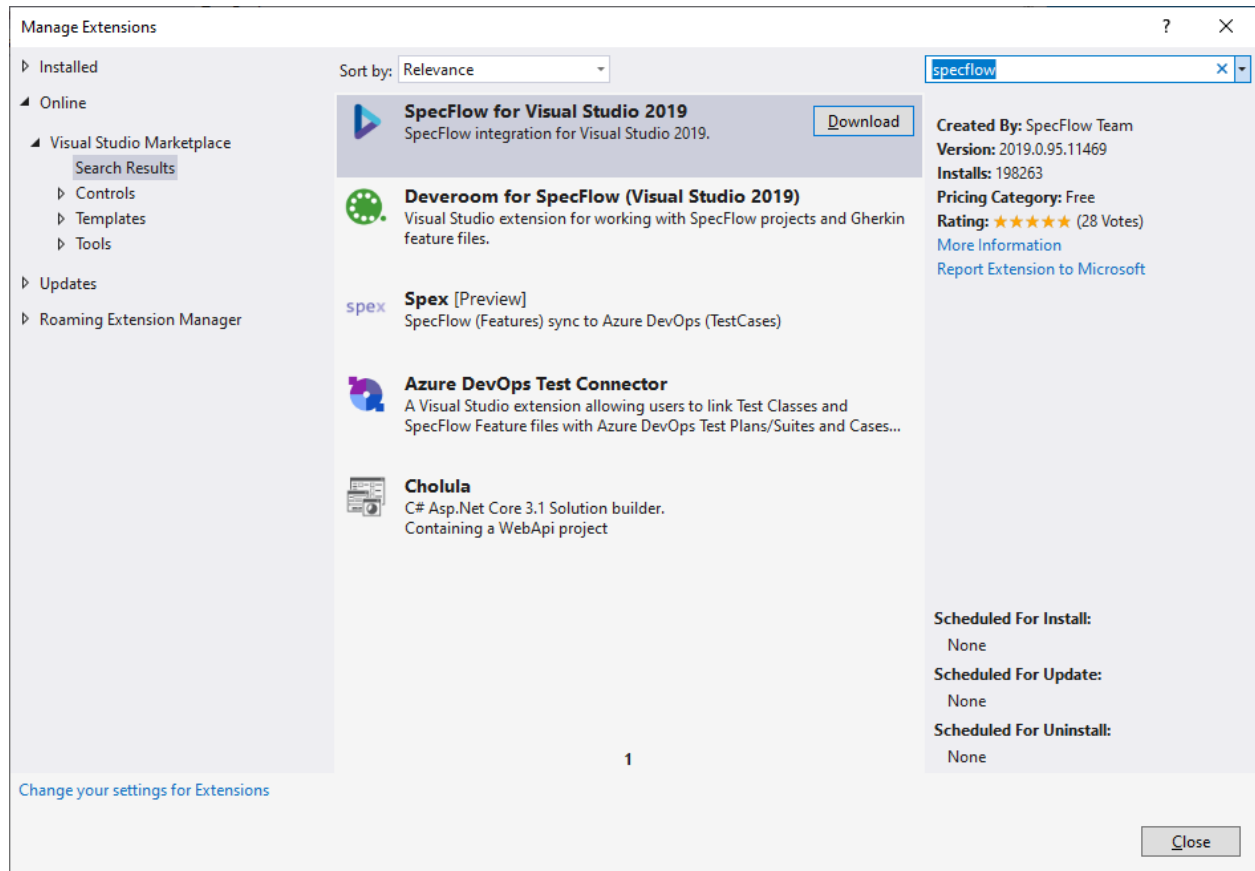 Manage Extensions
?
Installed
Online
Visual Studio Marketplace
Search Results
Controls
Templates
Tools
Updates
Roaming Extension Manager
Sort by: Relevance
SpecFlow for Visual Studio 2019
SpecFlow integration for Visual Studio 2019.
Download
Deveroom for SpecFlow (Visual Studio 2019)
Visual Studio extension for working with SpecFlow projects and Gherkin
feature files.
spex
Spex [Preview]
SpecFlow (Features) sync to Azure DevOps (TestCases)
Azure DevOps Test Connector
A Visual Studio extension allowing users to link Test Classes and
SpecFlow Feature files with Azure DevOps Test Plans/Suites and Cases...
Cholula
C# Asp.Net Core 3.1 Solution builder.
Containing a WebApi project
1
specflow
Created By: SpecFlow Team
Version: 2019.0.95.11469
Installs: 198263
Pricing Category: Free
Rating: ★★★★★ (28 Votes)
More Information
Report Extension to Microsoft
Scheduled For Install:
None
Scheduled For Update:
None
Scheduled For Uninstall:
None
Change your settings for Extensions
Close